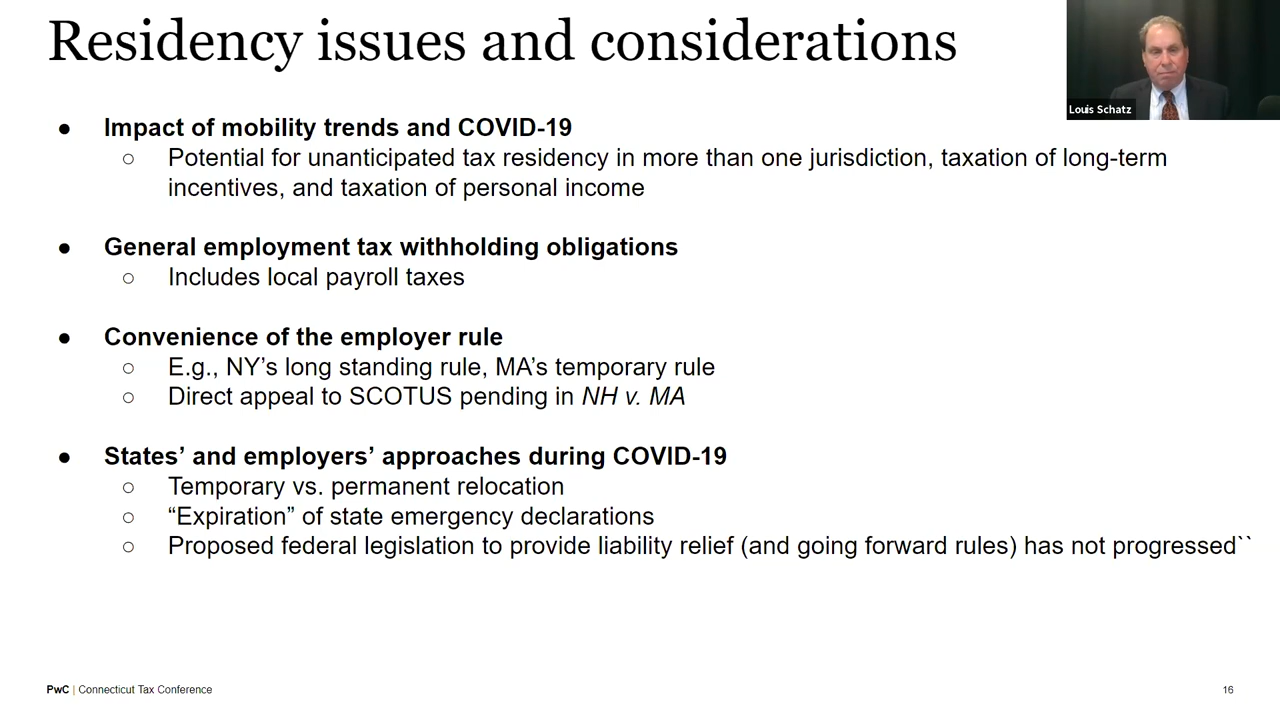 Residency issues and considerations
Louis Schatz
● Impact of mobility trends and COVID-19
○ Potential for unanticipated tax residency in more than one jurisdiction, taxation of long-term
incentives, and taxation of personal income
● General employment tax withholding obligations
○ Includes local payroll taxes
● Convenience of the employer rule
○ E.g., NY’s long standing rule, MA’s temporary rule
○ Direct appeal to SCOTUS pending in NH v. MA
● States’ and employers’ approaches during COVID-19
○ Temporary vs. permanent relocation
○ “Expiration” of state emergency declarations
○ Proposed federal legislation to provide liability relief (and going forward rules) has not progressed``
PwC | Connecticut Tax Conference
16